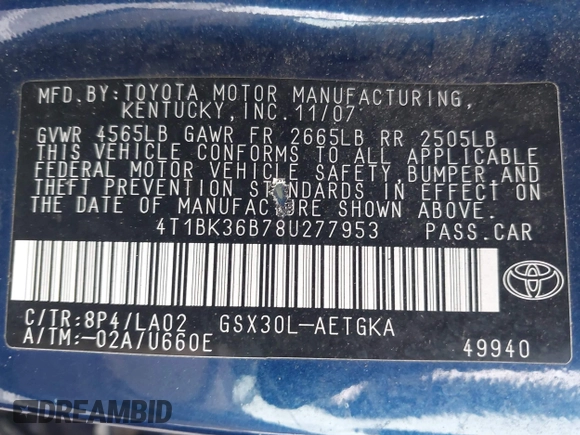 MFD.BY:TOYOTA MOTOR MANUFACTURING,
KENTUCKY, INC. 11/07
GVWR 4565LB GAWR FR 2665LB RR 2505LB
THIS VEHICLE CONFORMS TO ALL APPLICABLE
FEDERAL MOTOR VEHICLE SAFETY, BUMPER AND
THEFT PREVENTION STANDARDS IN EFFECT ON
THE DATE OF MANUFACTURE SHOWN ABOVE.
4T1BK36B78U277953 PASS.CAR
TOYOTA
C/TR:8P4/LA02 GSX30L-AETGKA
A/TM:-02A/U660E 49940
DREAMBID